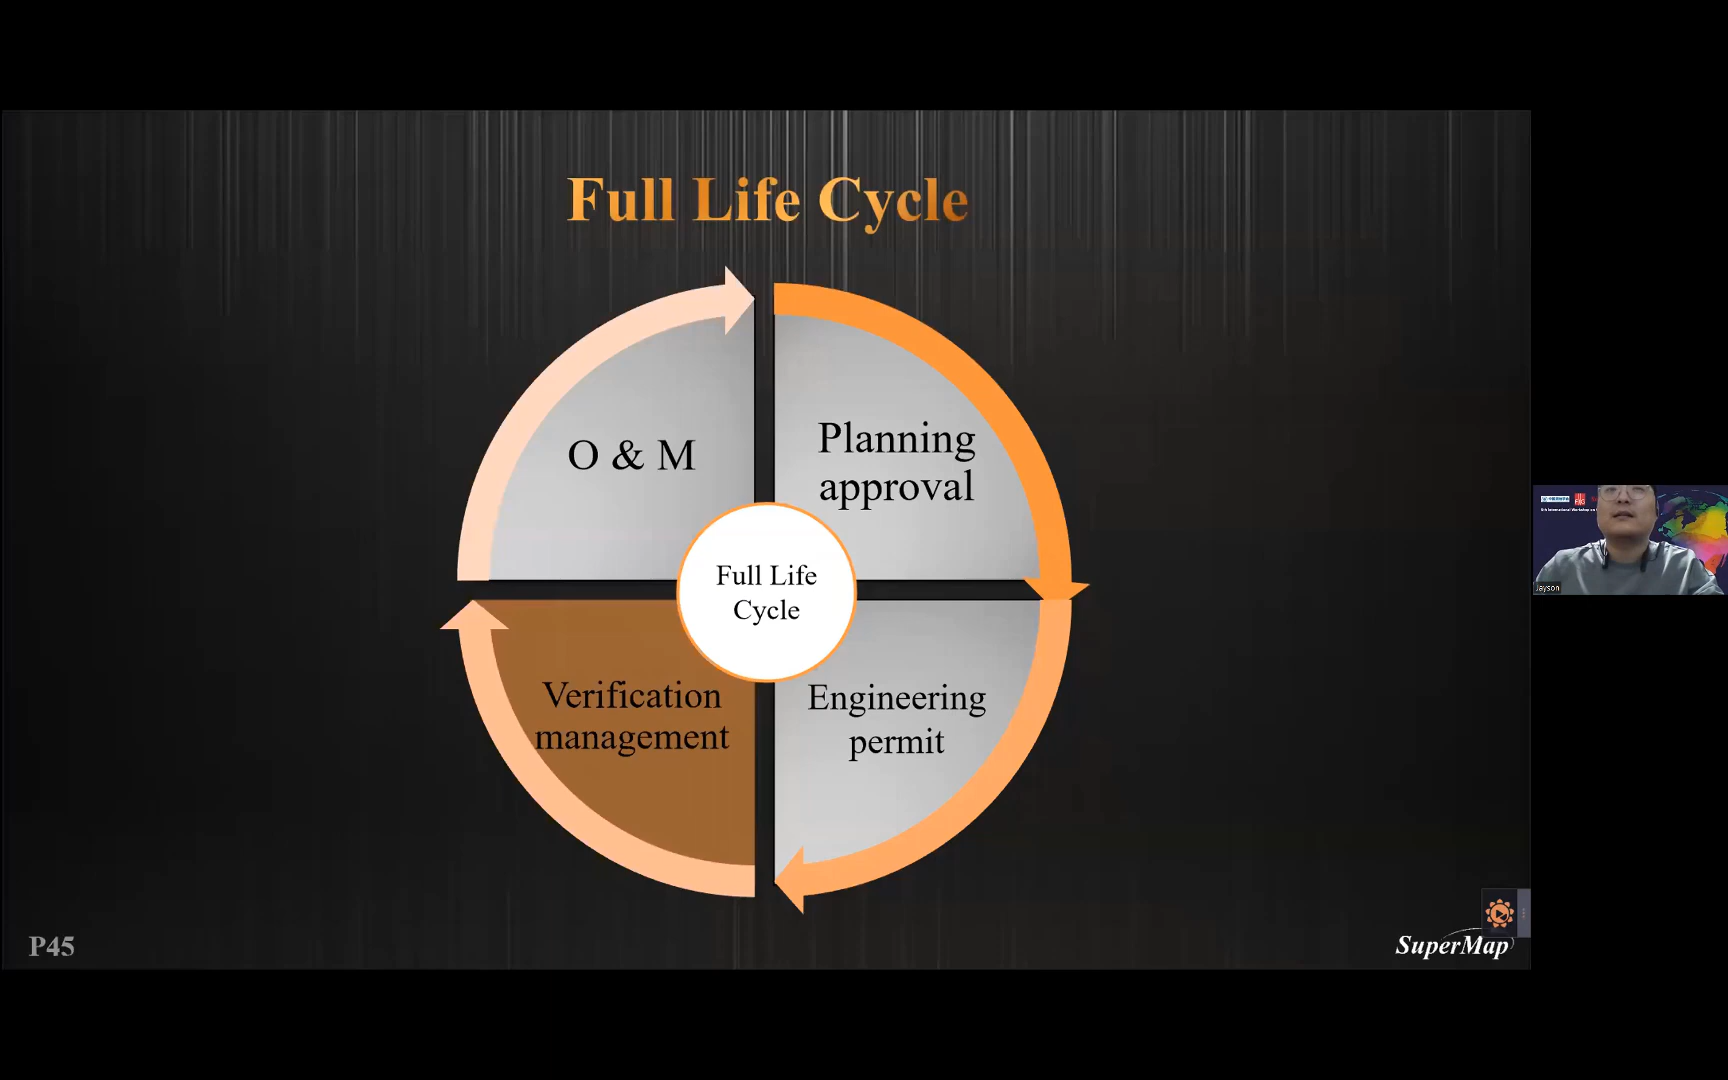 Full Life Cycle
O & M
Planning
approval
Full Life
Cycle
Verification
management
Engineering
permit
P45
SuperMap
Jayson